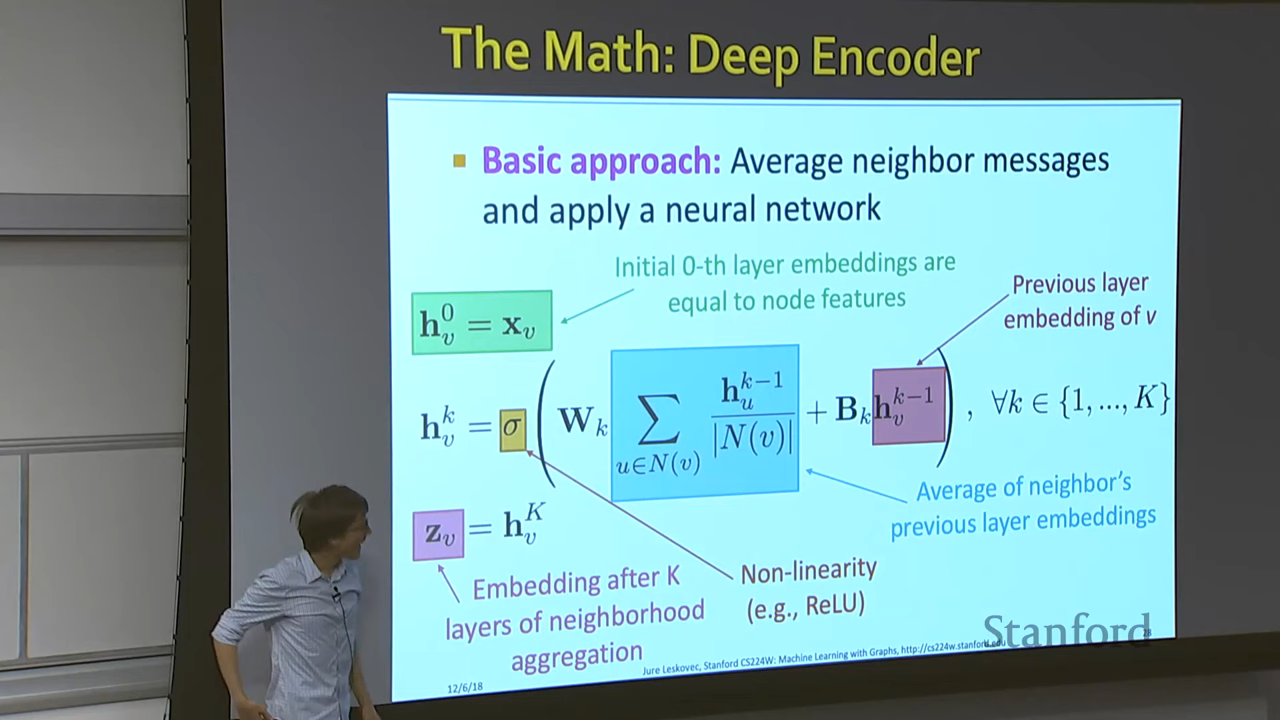 The Math: Deep Encoder
Basic approach: Average neighbor messages
and apply a neural network
Initial 0-th layer embeddings are
equal to node features
Previous layer
embedding of v
h_v^0 = x_v
h_v^k = σ ( W_k ∑_{u∈N(v)} h_u^{k-1} / |N(v)| + B_k h_v^{k-1} ) , ∀k ∈ {1, ..., K}
Average of neighbor's
previous layer embeddings
z_v = h_v^K
Non-linearity
(e.g., ReLU)
Embedding after K
layers of neighborhood
aggregation
Stanford
12/6/18
Jure Leskovec, Stanford CS224W: Machine Learning with Graphs, http://cs224w.stanford.edu